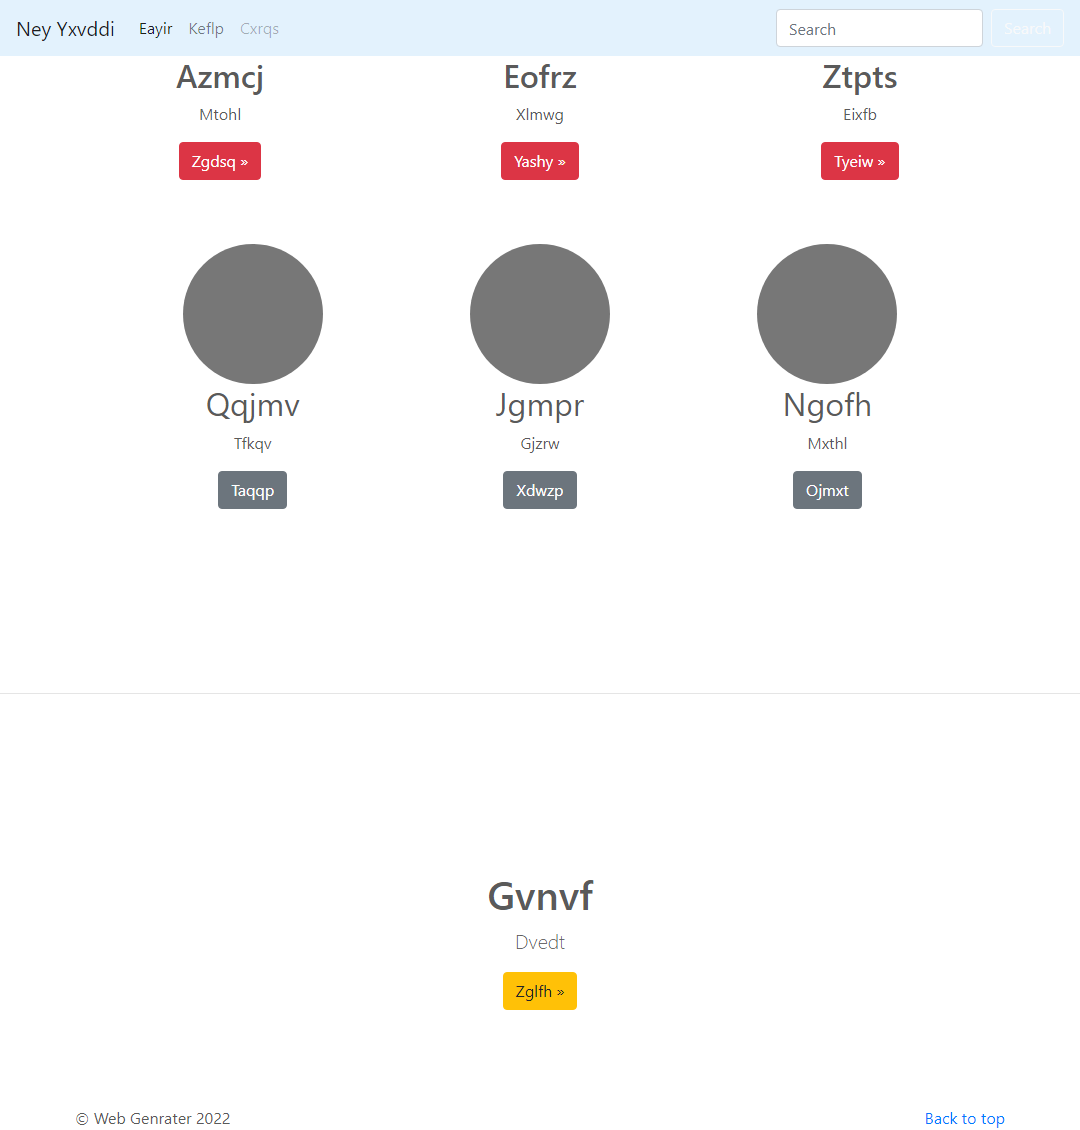 Ney Yxvddi Eayir Keflp Cxrqs Search Search
Azmcj Eofrz Ztpts
Mtohl Xlmwg Eixfb
Zgdsq » Yashy » Tyeiw »
Qqjmv Jgmpr Ngofh
Tfkqv Gjzrw Mxthl
Taqqp Xdwzp Ojmxt
Gvnvf
Dvedt
Zglfh »
© Web Genrater 2022 Back to top